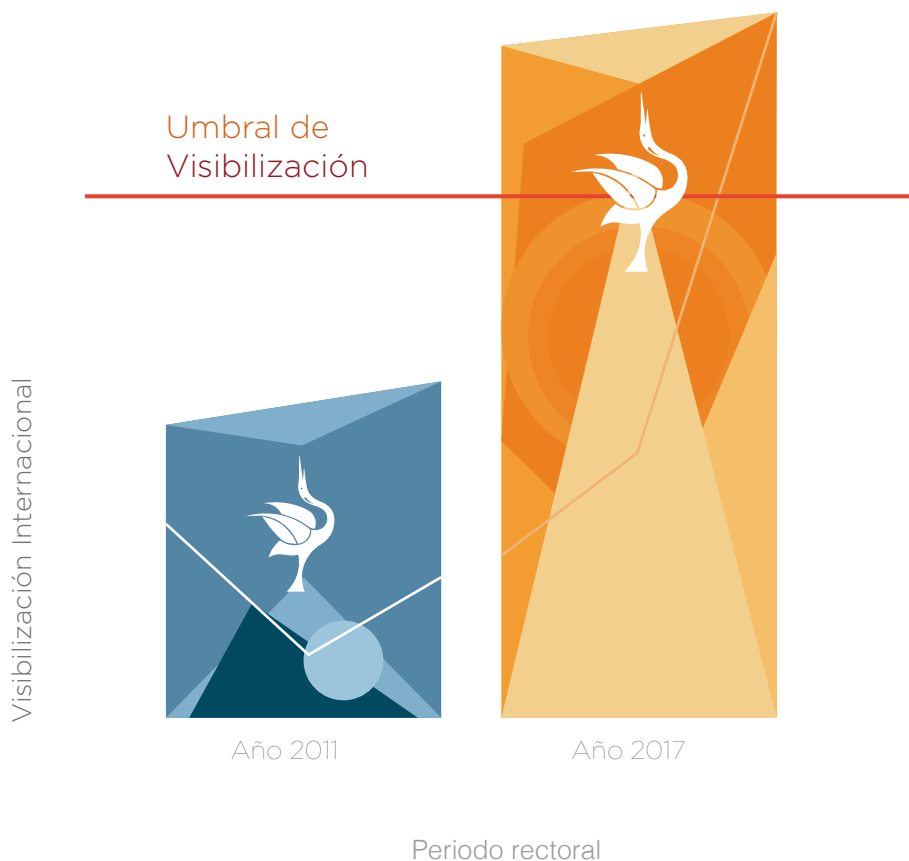 Umbral de
Visibilización
Visibilización Internacional
Año 2011
Año 2017
Periodo rectoral